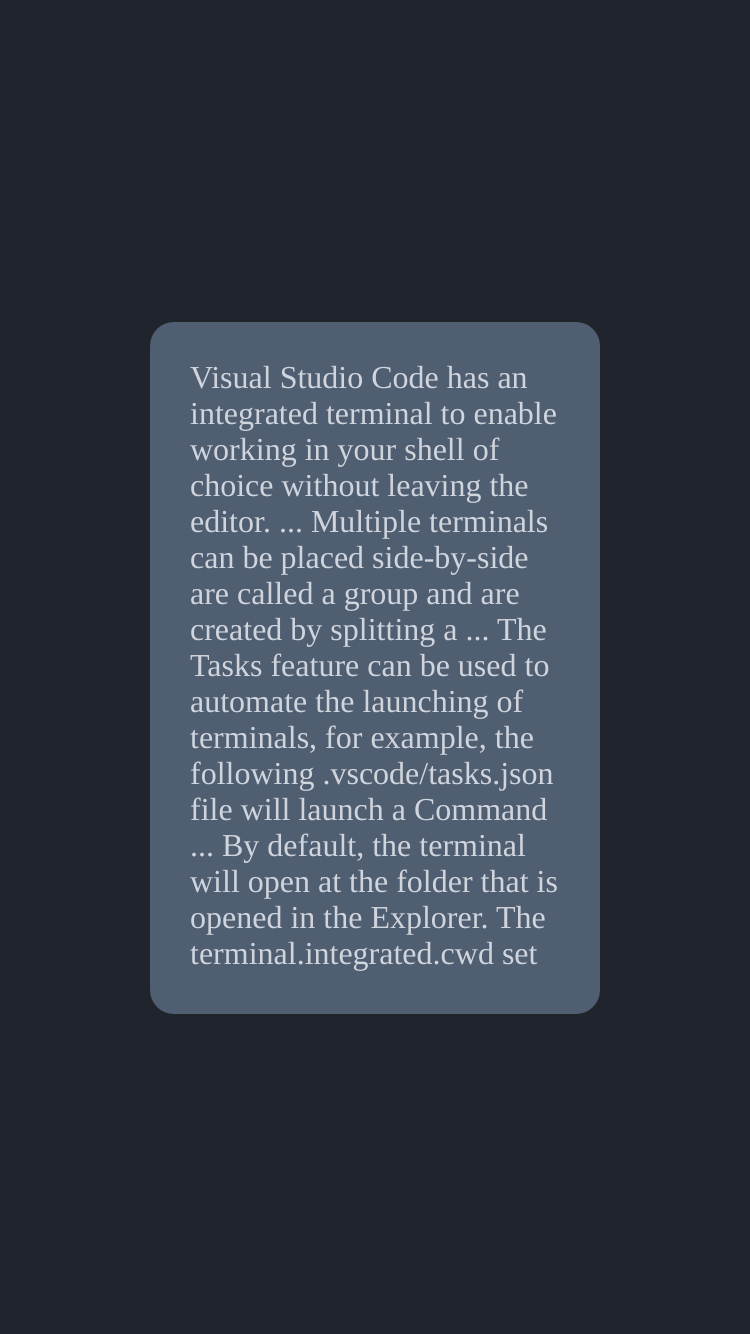 Visual Studio Code has an
integrated terminal to enable
working in your shell of
choice without leaving the
editor. ... Multiple terminals
can be placed side-by-side
are called a group and are
created by splitting a ... The
Tasks feature can be used to
automate the launching of
terminals, for example, the
following .vscode/tasks.json
file will launch a Command
... By default, the terminal
will open at the folder that is
opened in the Explorer. The
terminal.integrated.cwd set